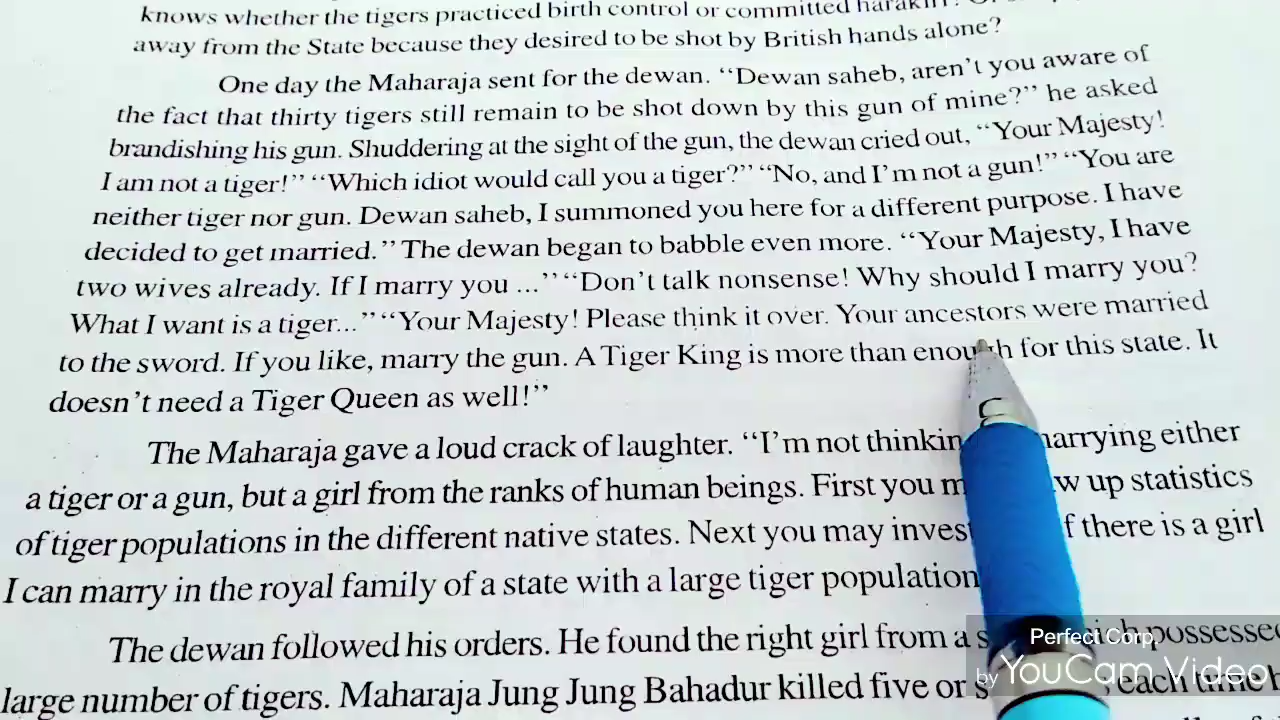 knows whether the tigers practiced birth control or committed
away from the State because they desired to be shot by British hands alone?
One day the Maharaja sent for the dewan. “Dewan saheb, aren’t you aware of
the fact that thirty tigers still remain to be shot down by this gun of mine?” he asked
brandishing his gun. Shuddering at the sight of the gun, the dewan cried out, “Your Majesty!
I am not a tiger!” “Which idiot would call you a tiger?” “No, and I’m not a gun!” “You are
neither tiger nor gun. Dewan saheb, I summoned you here for a different purpose. I have
decided to get married.” The dewan began to babble even more. “Your Majesty, I have
two wives already. If I marry you ...” “Don’t talk nonsense! Why should I marry you?
What I want is a tiger...” “Your Majesty! Please think it over. Your ancestors were married
to the sword. If you like, marry the gun. A Tiger King is more than enough for this state. It
doesn’t need a Tiger Queen as well!”
The Maharaja gave a loud crack of laughter. “I’m not thinking marrying either
a tiger or a gun, but a girl from the ranks of human beings. First you up statistics
of tiger populations in the different native states. Next you may if there is a girl
I can marry in the royal family of a state with a large tiger population
The dewan followed his orders. He found the right girl from a possessed
large number of tigers. Maharaja Jung Jung Bahadur killed five or each time
Perfect Corp.
by YouCam Video